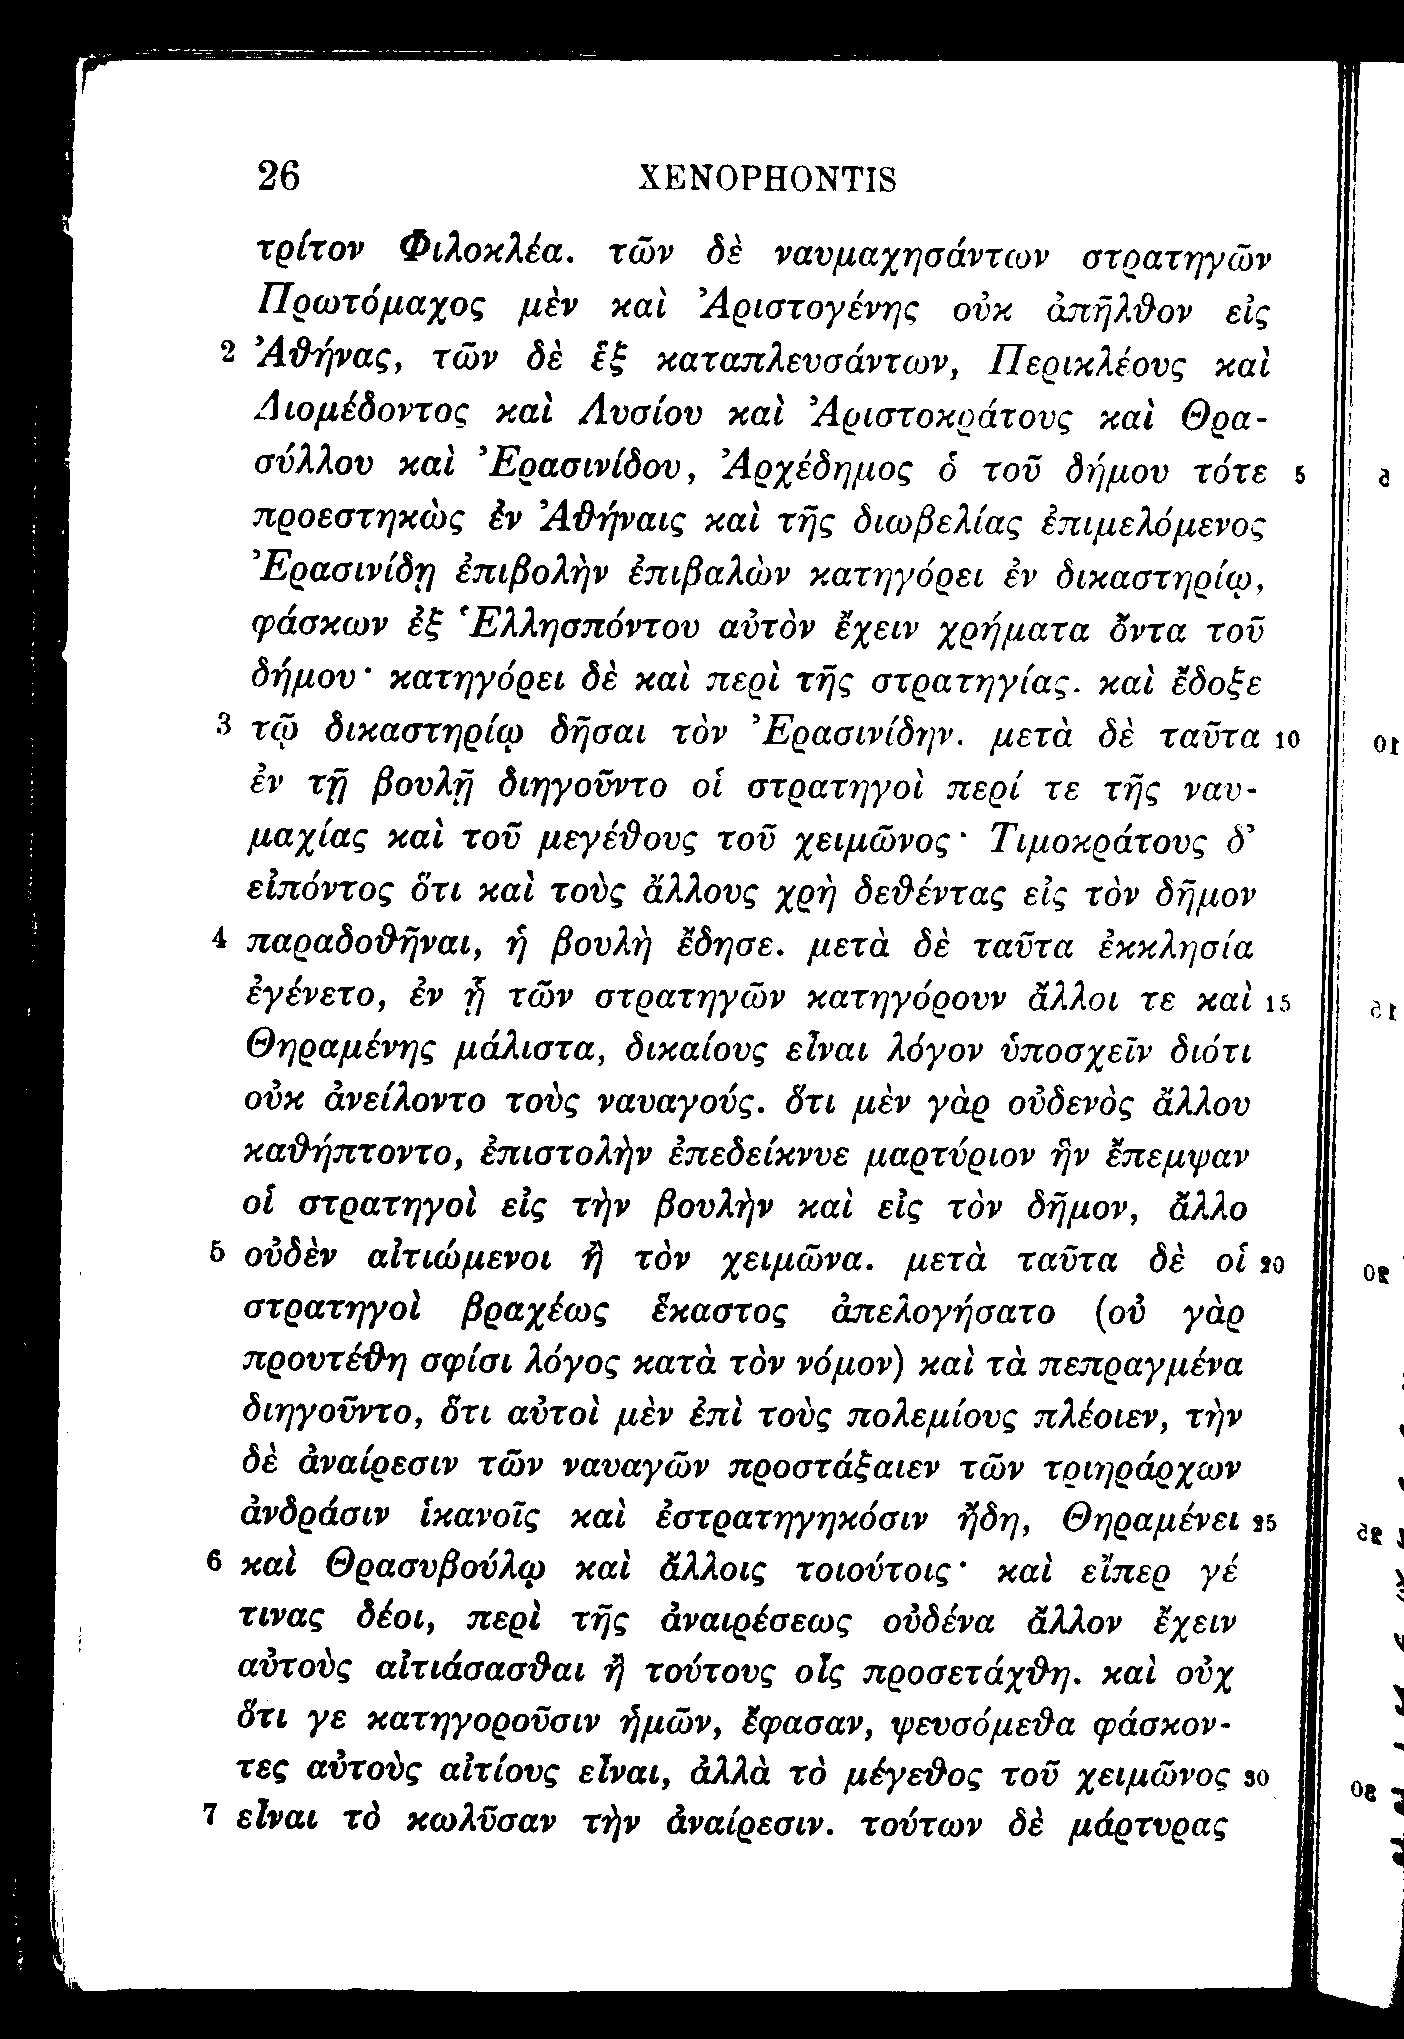 26 XENOPHONTIS
τρίτον Φιλοκλέα. τῶν δὲ ναυμαχησάντων στρατηγῶν
Πρωτόμαχος μὲν καὶ Ἀριστογένης οὐκ ἀπῆλθον εἰς
2 Ἀθήνας, τῶν δὲ ἓξ καταπλευσάντων, Περικλέους καὶ
Διομέδοντος καὶ Λυσίου καὶ Ἀριστοκράτους καὶ Θρα-
σύλλου καὶ Ἐρασινίδου, Ἀρχέδημος ὁ τοῦ δήμου τότε 5
προεστηκὼς ἐν Ἀθήναις καὶ τῆς διωβελίας ἐπιμελόμενος
Ἐρασινίδῃ ἐπιβολὴν ἐπιβαλὼν κατηγόρει ἐν δικαστηρίῳ,
φάσκων ἐξ Ἑλλησπόντου αὐτὸν ἔχειν χρήματα ὄντα τοῦ
δήμου· κατηγόρει δὲ καὶ περὶ τῆς στρατηγίας. καὶ ἔδοξε
3 τῷ δικαστηρίῳ δῆσαι τὸν Ἐρασινίδην. μετὰ δὲ ταῦτα 10
ἐν τῇ βουλῇ διηγοῦντο οἱ στρατηγοὶ περί τε τῆς ναυ-
μαχίας καὶ τοῦ μεγέθους τοῦ χειμῶνος· Τιμοκράτους δ’
εἰπόντος ὅτι καὶ τοὺς ἄλλους χρὴ δεθέντας εἰς τὸν δῆμον
4 παραδοθῆναι, ἡ βουλὴ ἔδησε. μετὰ δὲ ταῦτα ἐκκλησία
ἐγένετο, ἐν ᾗ τῶν στρατηγῶν κατηγόρουν ἄλλοι τε καὶ 15
Θηραμένης μάλιστα, δικαίους εἶναι λόγον ὑποσχεῖν διότι
οὐκ ἀνείλοντο τοὺς ναυαγούς. ὅτι μὲν γὰρ οὐδενὸς ἄλλου
καθήπτοντο, ἐπιστολὴν ἐπεδείκνυε μαρτύριον ἣν ἔπεμψαν
οἱ στρατηγοὶ εἰς τὴν βουλὴν καὶ εἰς τὸν δῆμον, ἄλλο
5 οὐδὲν αἰτιώμενοι ἢ τὸν χειμῶνα. μετὰ ταῦτα δὲ οἱ 20
στρατηγοὶ βραχέως ἕκαστος ἀπελογήσατο (οὐ γὰρ
προυτέθη σφίσι λόγος κατὰ τὸν νόμον) καὶ τὰ πεπραγμένα
διηγοῦντο, ὅτι αὐτοὶ μὲν ἐπὶ τοὺς πολεμίους πλέοιεν, τὴν
δὲ ἀναίρεσιν τῶν ναυαγῶν προστάξαιεν τῶν τριηράρχων
ἀνδράσιν ἱκανοῖς καὶ ἐστρατηγηκόσιν ἤδη, Θηραμένει 25
6 καὶ Θρασυβούλῳ καὶ ἄλλοις τοιούτοις· καὶ εἴπερ γέ
τινας δέοι, περὶ τῆς ἀναιρέσεως οὐδένα ἄλλον ἔχειν
αὐτοὺς αἰτιάσασθαι ἢ τούτους οἷς προσετάχθη. καὶ οὐχ
ὅτι γε κατηγοροῦσιν ἡμῶν, ἔφασαν, ψευσόμεθα φάσκον-
τες αὐτοὺς αἰτίους εἶναι, ἀλλὰ τὸ μέγεθος τοῦ χειμῶνος 30
7 εἶναι τὸ κωλῦσαν τὴν ἀναίρεσιν. τούτων δὲ μάρτυρας